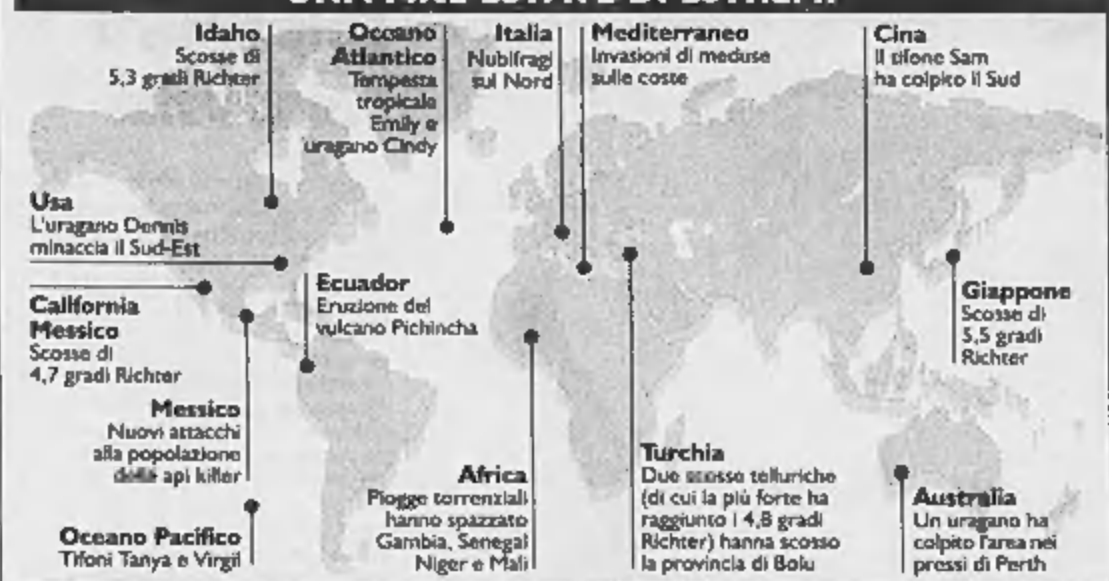 Idaho
Scosse di
5,3 gradi Richter
Oceano
Atlantico
Tempesta
tropicale
Emily e
uragano Cindy
Italia
Nubifragi
sul Nord
Mediterraneo
Invasioni di meduse
sulle coste
Cina
Il tifone Sam
ha colpito il Sud
Usa
L'uragano Dennis
minaccia il Sud-Est
California
Messico
Scosse di
4,7 gradi Richter
Ecuador
Eruzione del
vulcano Pichincha
Giappone
Scosse di
5,5 gradi
Richter
Messico
Nuovi attacchi
alla popolazione
delle api killer
Oceano Pacifico
Tifoni Tanya e Virgil
Africa
Piogge torrenziali
hanno spazzato
Gambia, Senegal
Niger e Mali
Turchia
Due scosse telluriche
(di cui la più forte ha
raggiunto i 4,8 gradi
Richter) hanna scosso
la provincia di Bolu
Australia
Un uragano ha
colpito l'area nei
pressi di Perth